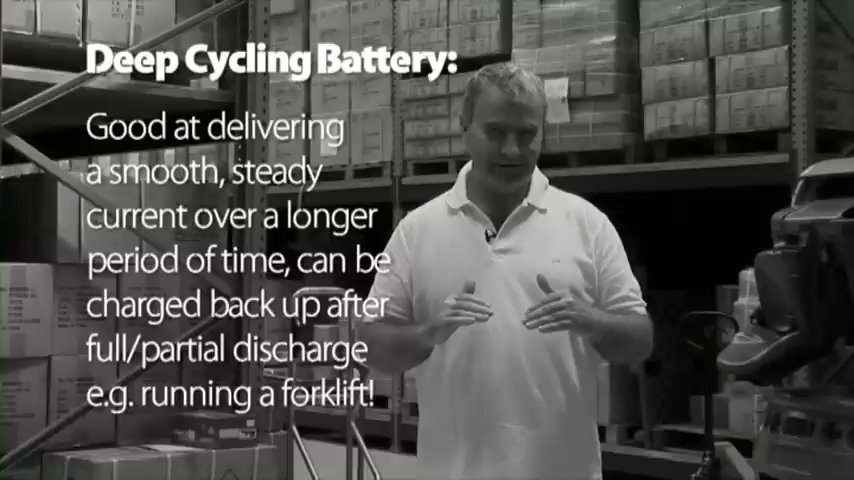 Deep Cycling Battery:
Good at delivering
a smooth, steady
current over a longer
period of time, can be
charged back up after
full/partial discharge
e.g. running a forklift!